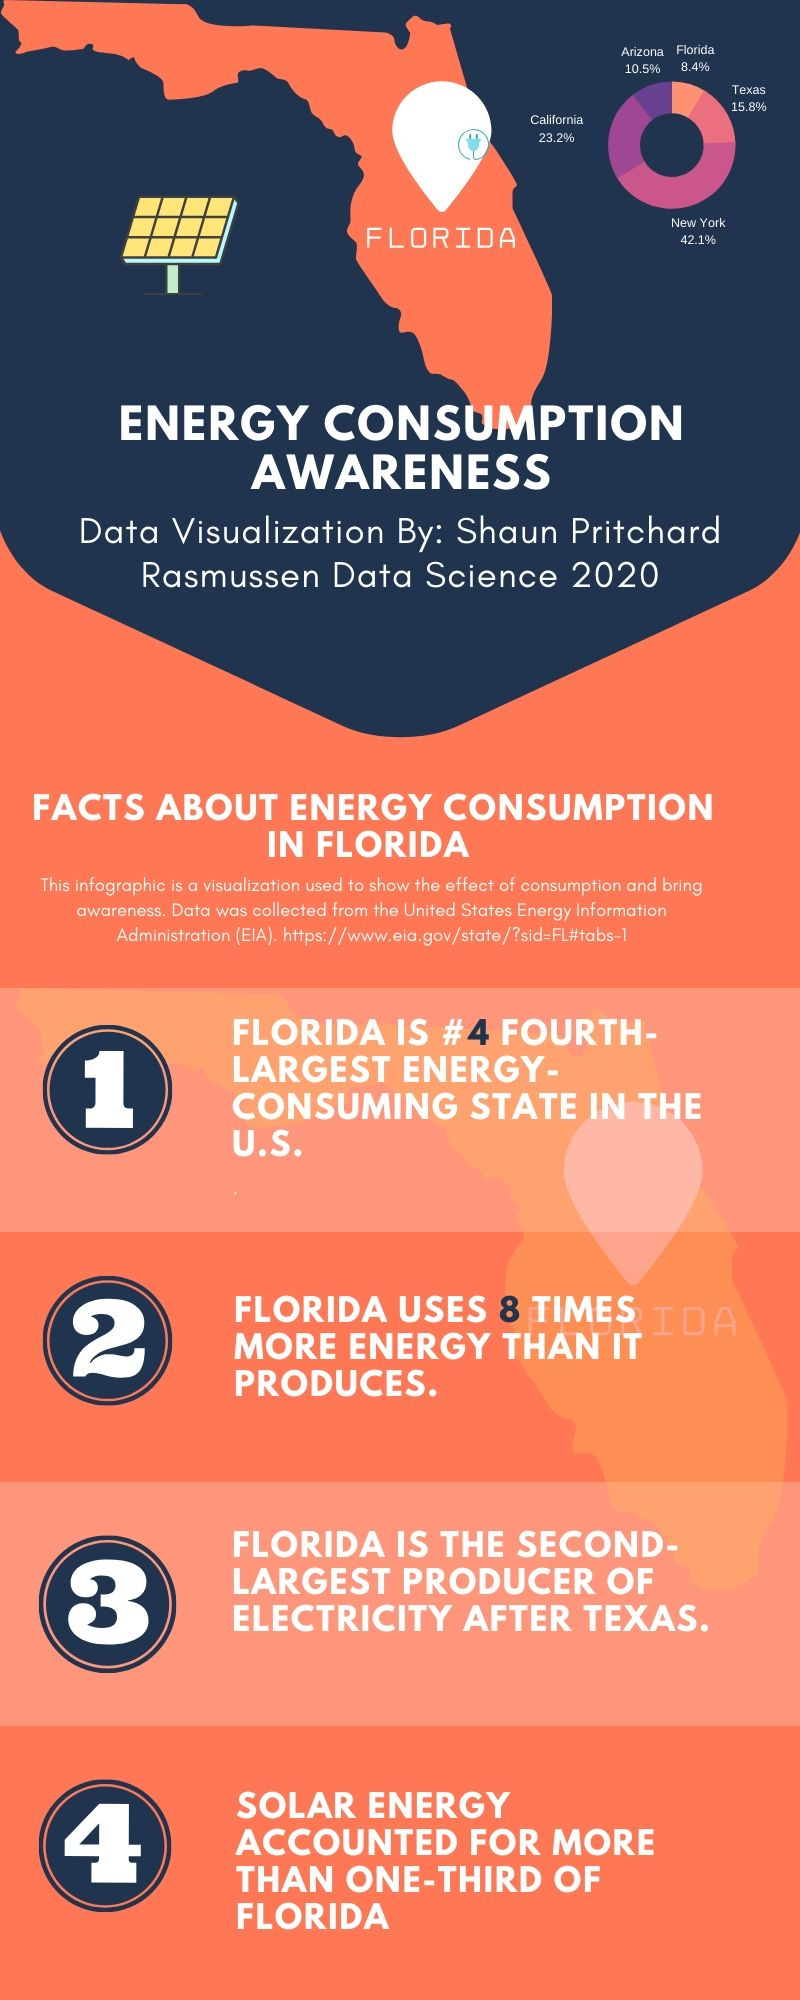 Arizona
10.5%
Florida
8.4%
Texas
15.8%
California
23.2%
New York
42.1%
FLORIDA
ENERGY CONSUMPTION
AWARENESS
Data Visualization By: Shaun Pritchard
Rasmussen Data Science 2020
FACTS ABOUT ENERGY CONSUMPTION
IN FLORIDA
This infographic is a visualization used to show the effect of consumption and bring
awareness. Data was collected from the United States Energy Information
Administration (EIA). https://www.eia.gov/state/?sid=FL#tabs-1
1
FLORIDA IS #4 FOURTH-
LARGEST ENERGY-
CONSUMING STATE IN THE
U.S.
.
2
FLORIDA USES 8 TIMES
MORE ENERGY THAN IT
PRODUCES.
FLORIDA
3
FLORIDA IS THE SECOND-
LARGEST PRODUCER OF
ELECTRICITY AFTER TEXAS.
4
SOLAR ENERGY
ACCOUNTED FOR MORE
THAN ONE-THIRD OF
FLORIDA